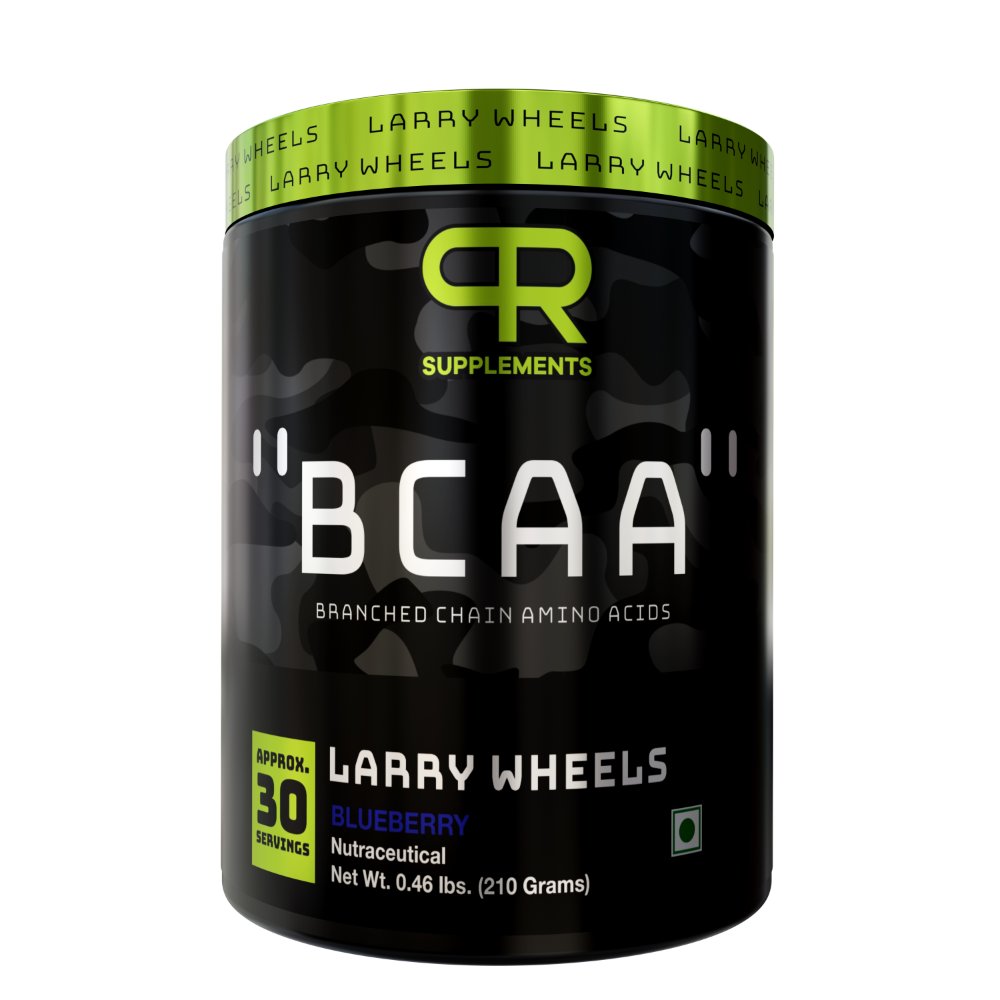 LARRY WHEELS LARRY WHEELS LARRY WHEELS
LARRY WHEELS LARRY WHEELS
PR
SUPPLEMENTS
"BCAA"
BRANCHED CHAIN AMINO ACIDS
APPROX.
30
SERVINGS
LARRY WHEELS
BLUEBERRY
Nutraceutical
Net Wt. 0.46 lbs. (210 Grams)